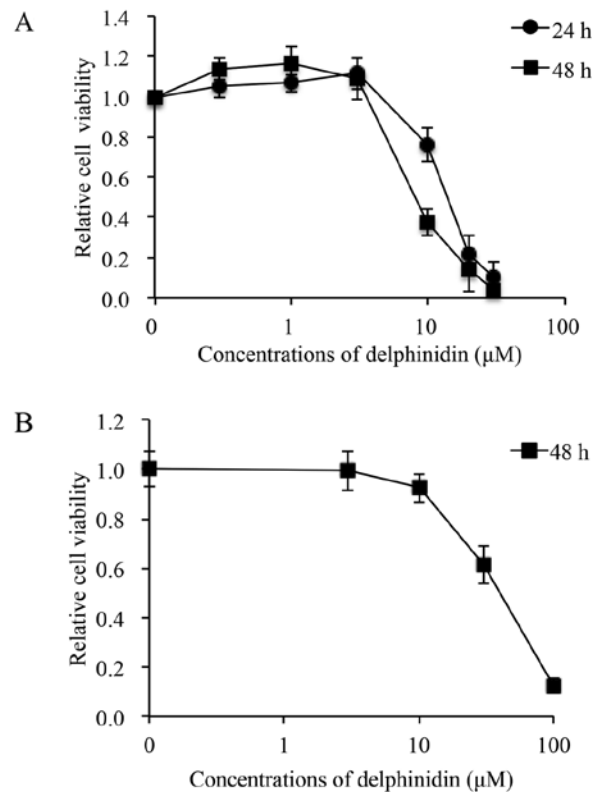 A
24 h
48 h
Relative cell viability
1.4
1.2
1.0
0.8
0.6
0.4
0.2
0.0
0 1 10 100
Concentrations of delphinidin (μM)
B
48 h
Relative cell viability
1.2
1.0
0.8
0.6
0.4
0.2
0.0
0 1 10 100
Concentrations of delphinidin (μM)